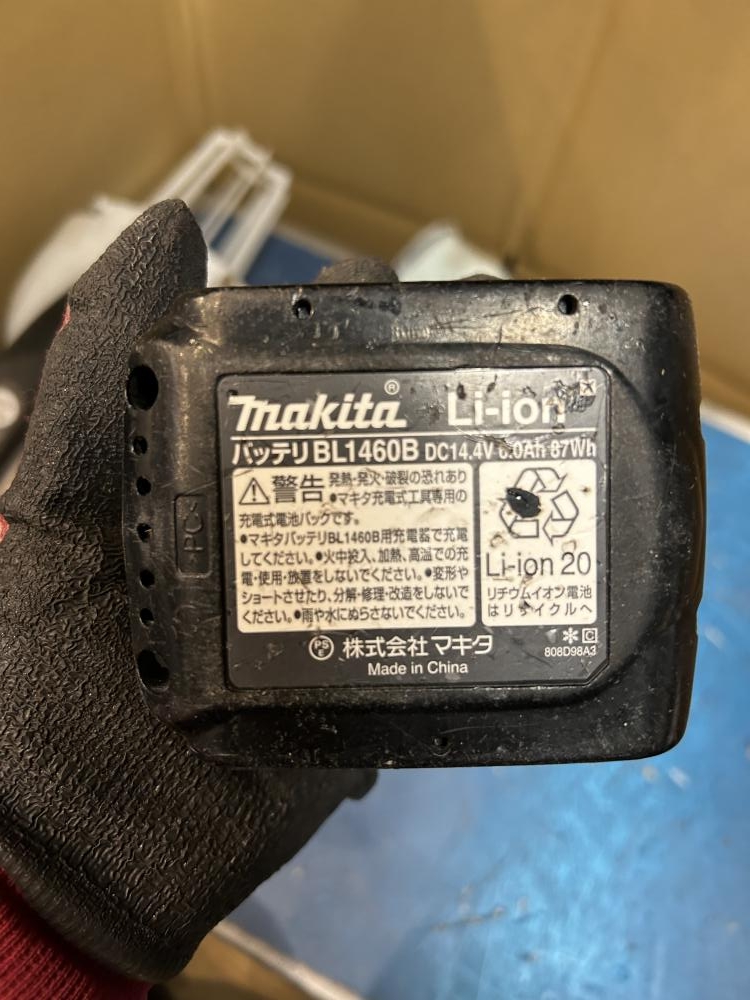 makita® Li-ion
バッテリ BL1460B DC14.4V 6.0Ah 87Wh
警告 発熱・発火・破裂の恐れあり
●マキタ充電式工具専用の
充電式電池パックです。
●マキタバッテリBL1460B用充電器で充電
してください。●火中投入、加熱、高温での充
電・使用・放置をしないでください。●変形や
ショートさせたり、分解・修理・改造をしないで
ください。●雨や水にぬらさないでください。
Li-ion 20
リチウムイオン電池
はリサイクルへ
PSE 株式会社 マキタ
Made in China
808D98A3
>PC<